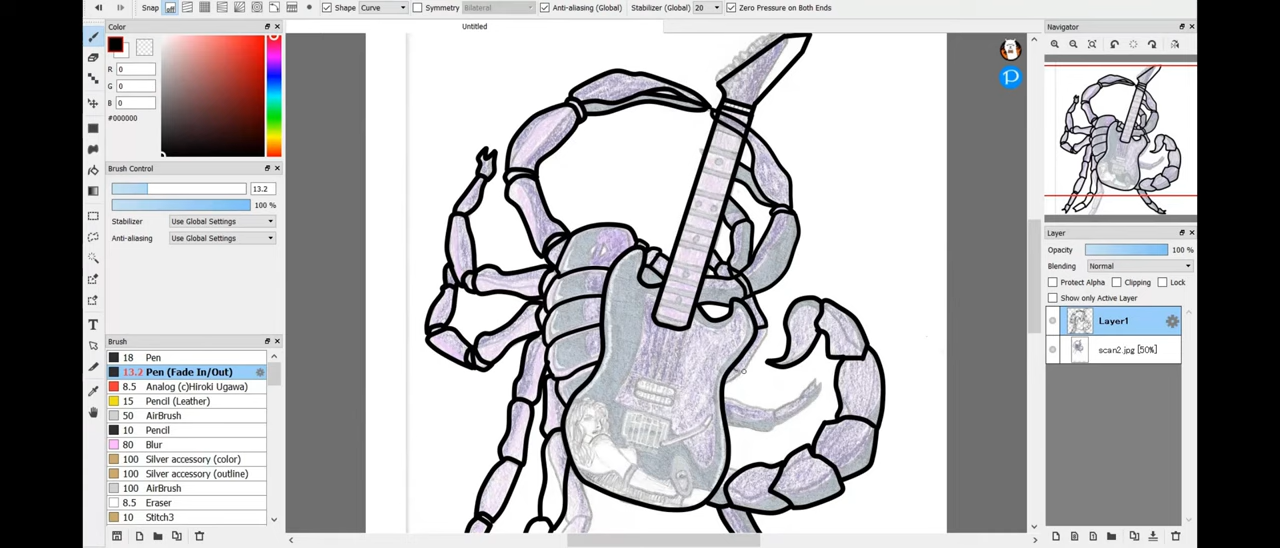 Snap Shape Curve Symmetry Bilateral Anti-aliasing (Global) Stabilizer (Global) 20 Zero Pressure on Both Ends
Untitled
Color
R 0
G 0
B 0
#000000
Brush Control
13.2
100 %
Stabilizer Use Global Settings
Anti-aliasing Use Global Settings
Brush
18 Pen
13.2 Pen (Fade In/Out)
8.5 Analog (c)Hiroki Ugawa)
15 Pencil (Leather)
50 AirBrush
10 Pencil
80 Blur
100 Silver accessory (color)
100 Silver accessory (outline)
100 AirBrush
8.5 Eraser
10 Stitch3
Navigator
Layer
Opacity 100 %
Blending Normal
Protect Alpha Clipping Lock
Show only Active Layer
Layer1
scan2.jpg [50%]